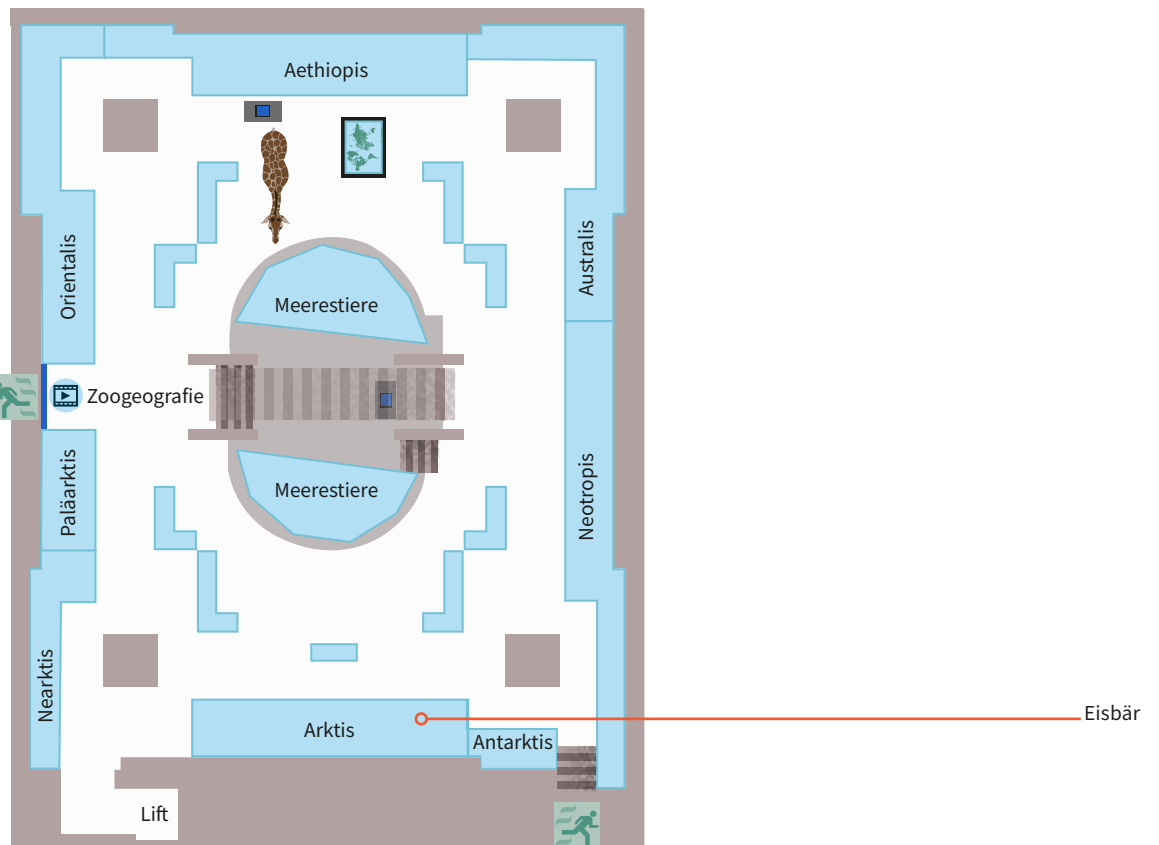 Aethiopis
Orientalis
Australis
Meerestiere
Zoogeografie
Paläarktis
Meerestiere
Neotropis
Nearktis
Arktis
Antarktis
Eisbär
Lift